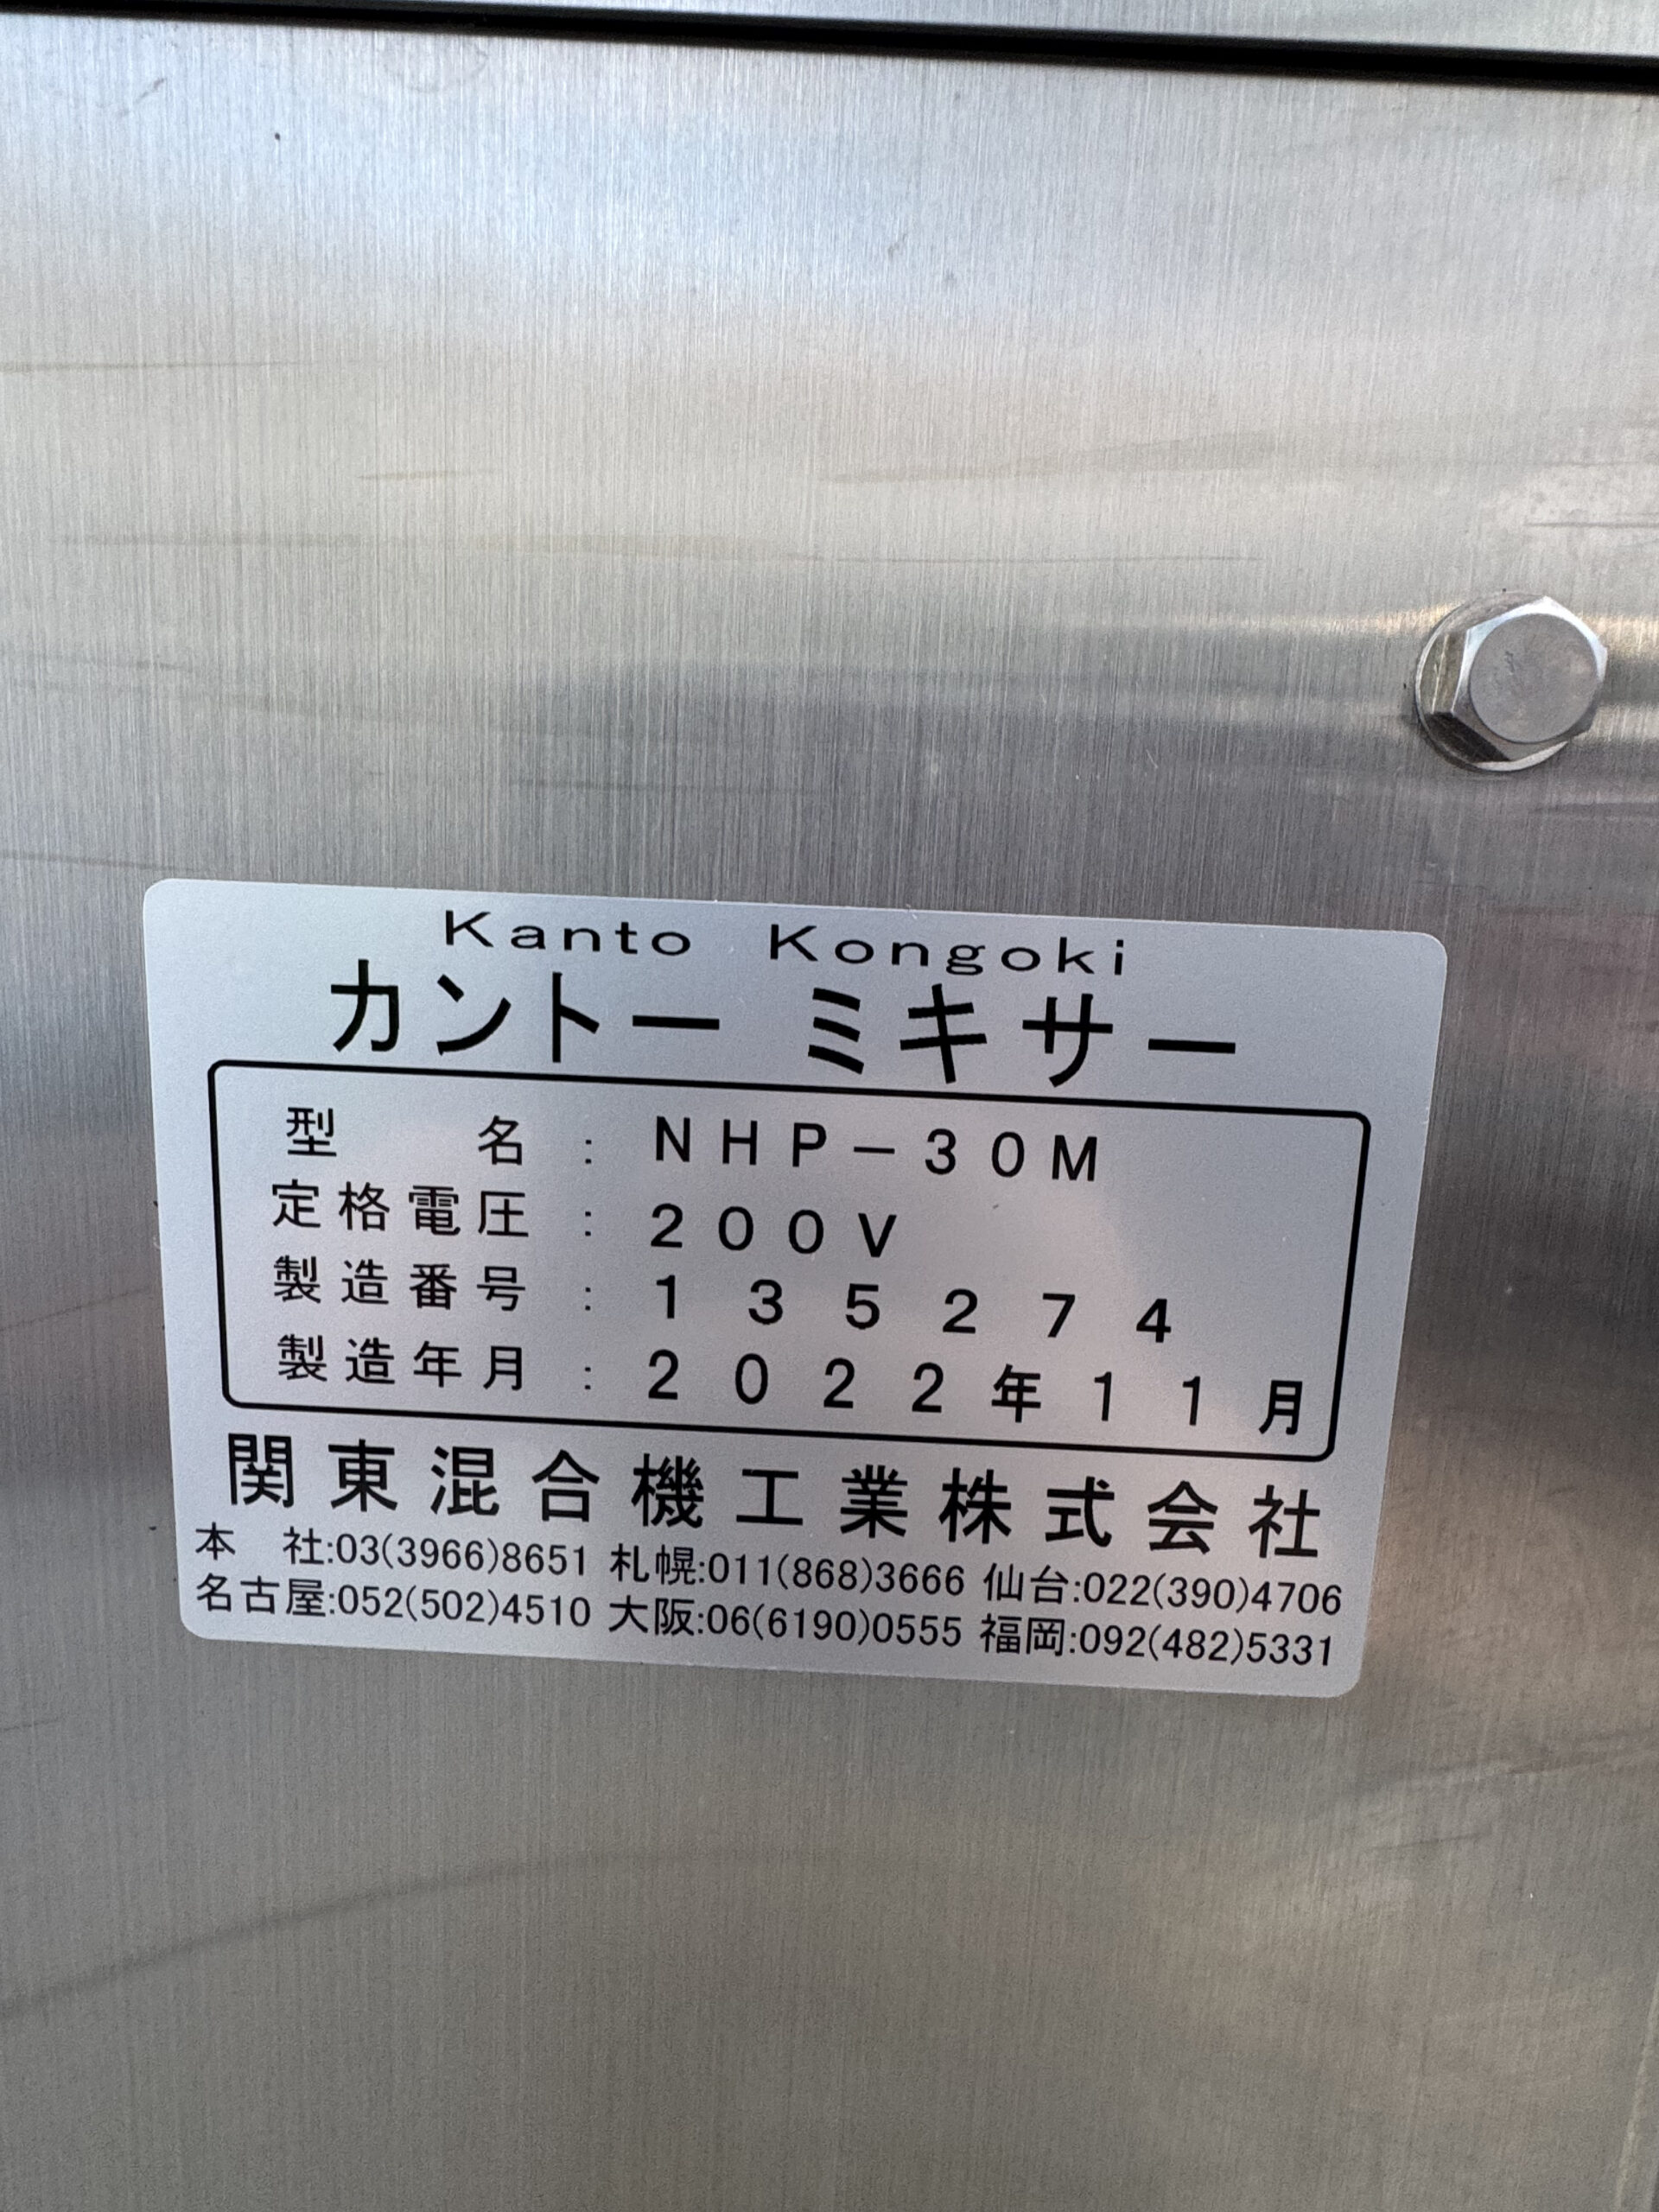 Kanto Kongoki
カントー ミキサー
型名：NHP－30M
定格電圧：200V
製造番号：135274
製造年月：2022年11月
関東混合機工業株式会社
本　社:03(3966)8651 札幌:011(868)3666 仙台:022(390)4706
名古屋:052(502)4510 大阪:06(6190)0555 福岡:092(482)5331